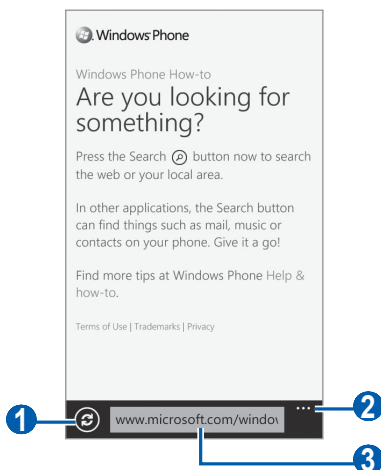 Windows Phone
Windows Phone How-to
Are you looking for
something?
Press the Search button now to search
the web or your local area.
In other applications, the Search button
can find things such as mail, music or
contacts on your phone. Give it a go!
Find more tips at Windows Phone Help &
how-to.
Terms of Use | Trademarks | Privacy
1
www.microsoft.com/windov
...
2
3